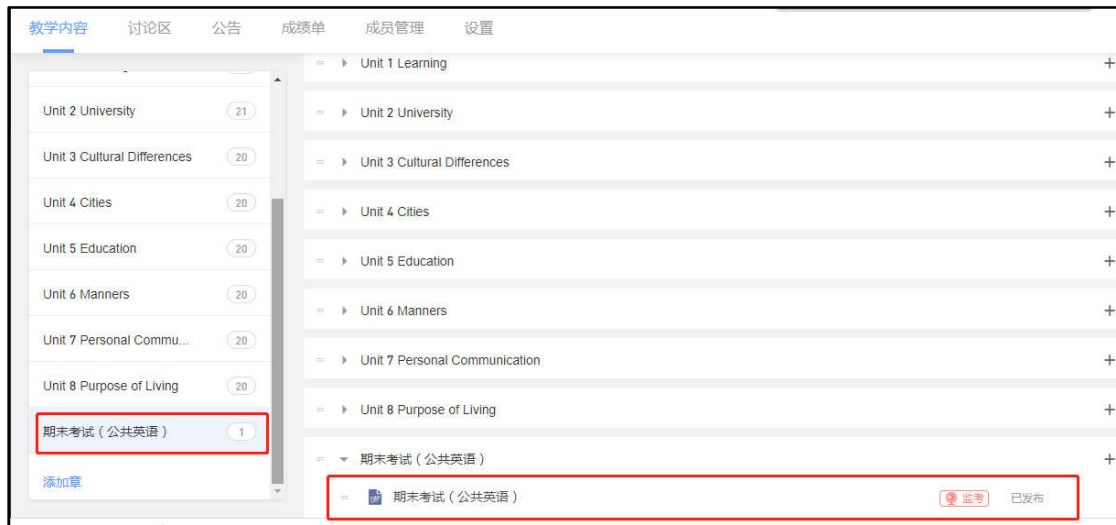 教学内容 讨论区 公告 成绩单 成员管理 设置
Unit 2 University 21
Unit 3 Cultural Differences 20
Unit 4 Cities 20
Unit 5 Education 20
Unit 6 Manners 20
Unit 7 Personal Commu... 20
Unit 8 Purpose of Living 20
期末考试（公共英语） 1
添加章
Unit 1 Learning
Unit 2 University
Unit 3 Cultural Differences
Unit 4 Cities
Unit 5 Education
Unit 6 Manners
Unit 7 Personal Communication
Unit 8 Purpose of Living
期末考试（公共英语）
期末考试（公共英语） 监考 已发布